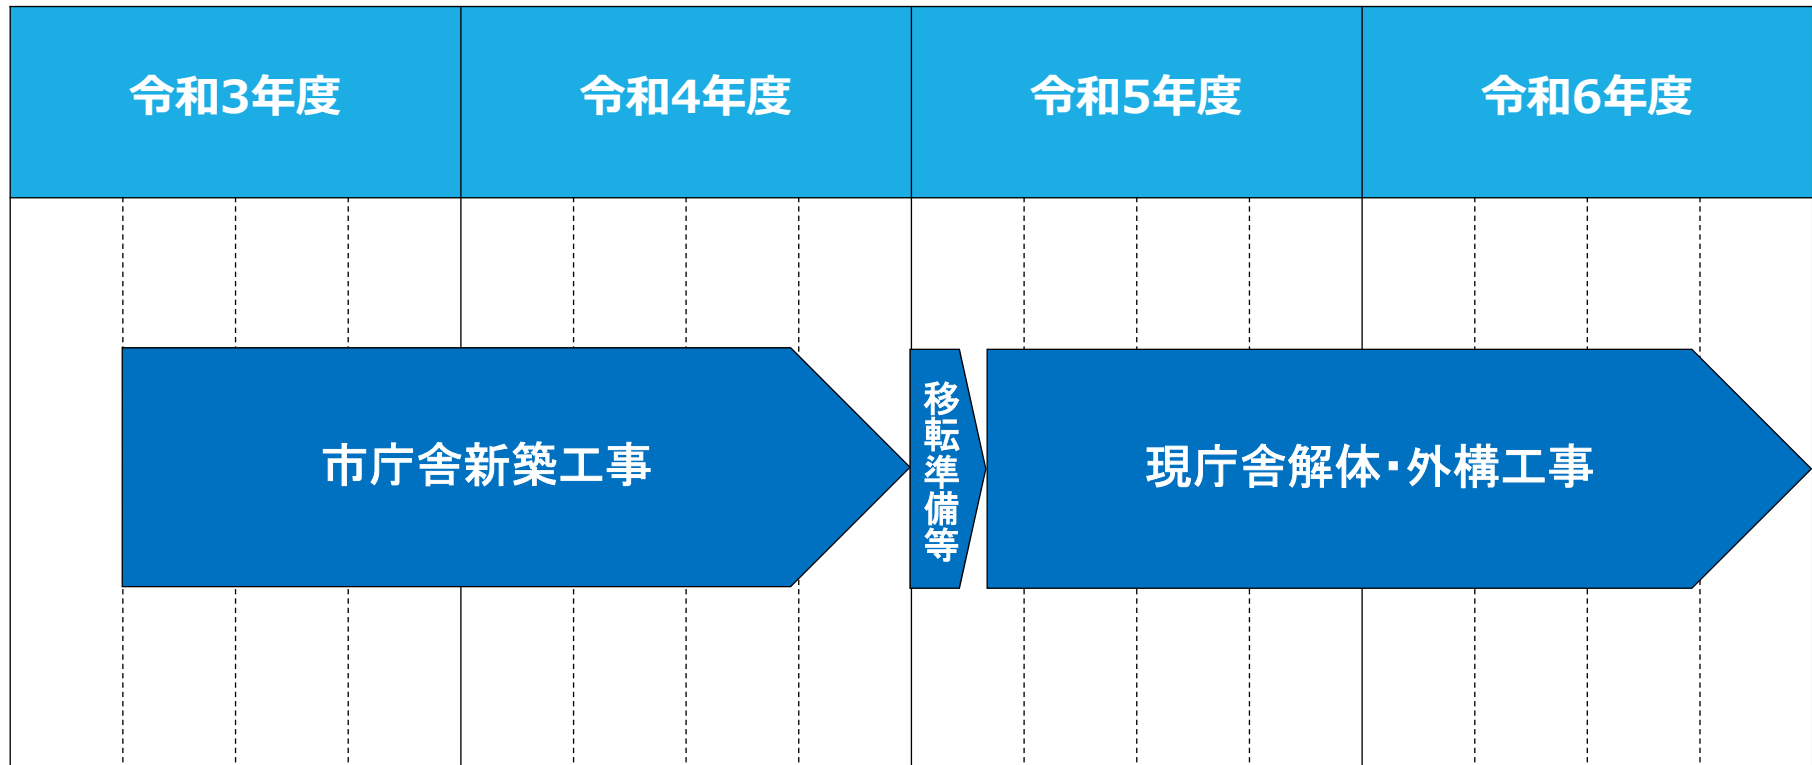 令和3年度
令和4年度
令和5年度
令和6年度
市庁舎新築工事
移転準備等
現庁舎解体・外構工事